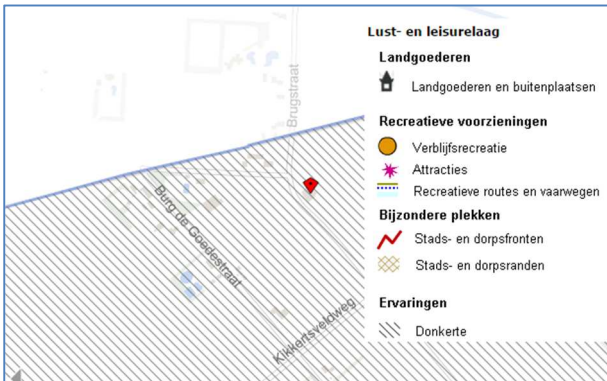 Lust- en leisurelaag
Landgoederen
Landgoederen en buitenplaatsen
Recreatieve voorzieningen
Verblijfsrecreatie
Attracties
Recreatieve routes en vaarwegen
Bijzondere plekken
Stads- en dorpsfronten
Stads- en dorpsranden
Ervaringen
Donkerte
Brugstraat
Burg de Goedestraat
Kikkertsveldweg